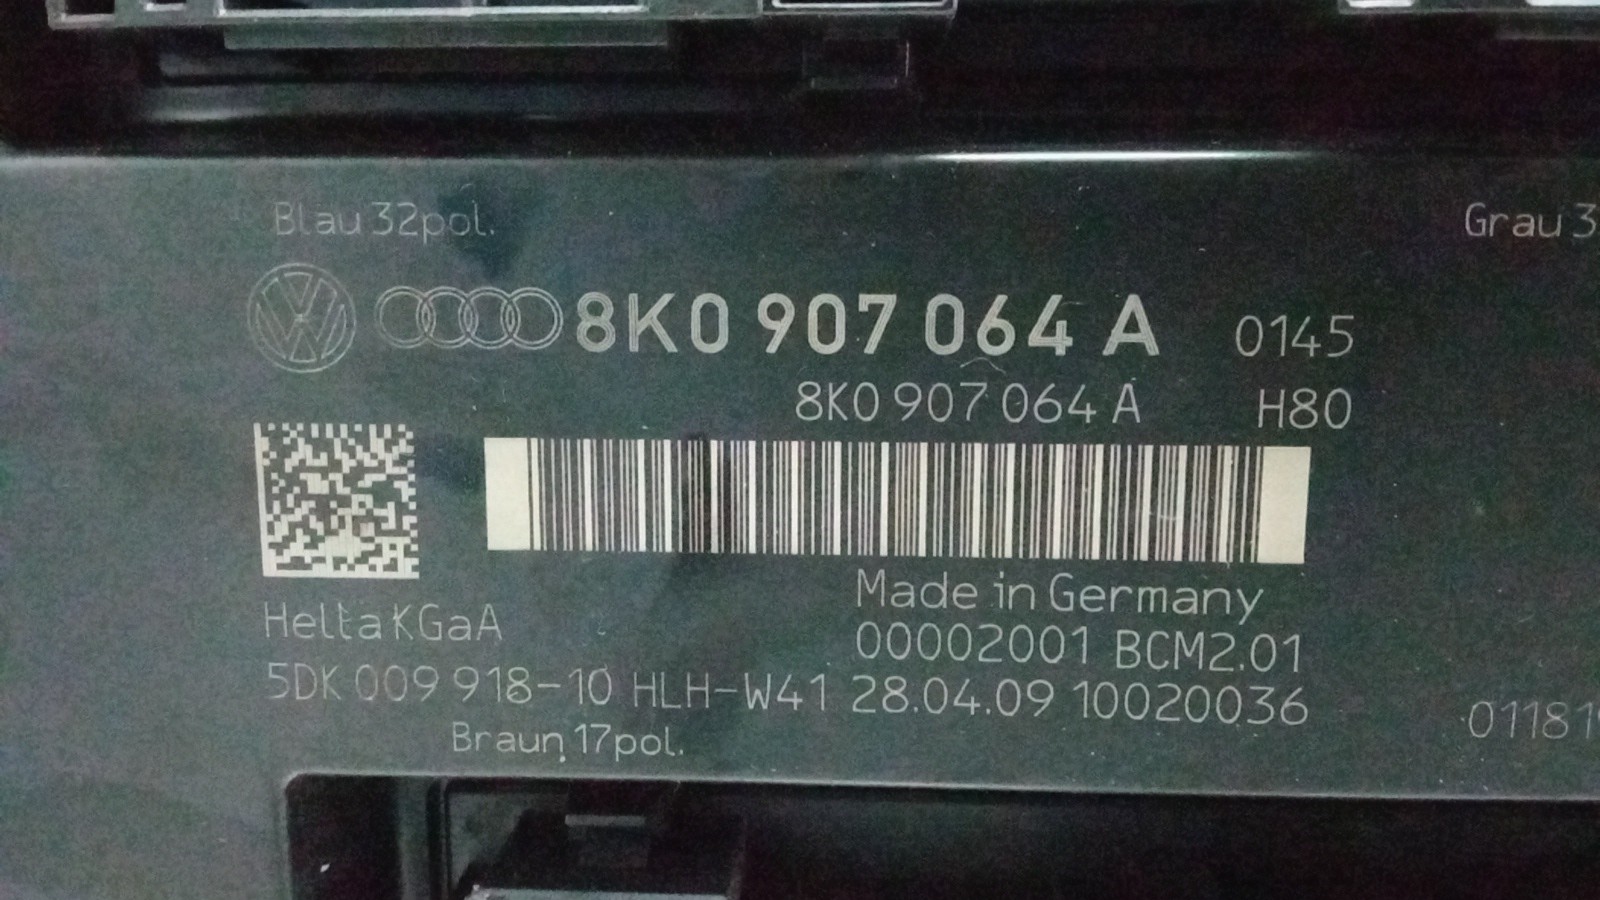 Blau 32pol.
Grau 3
8K0 907 064 A 0145
8K0 907 064 A H80
Made in Germany
Hella KGaA
00002001 BCM2.01
5DK 009 918-10 HLH-W41 28.04.09 10020036
01181
Braun 17pol.